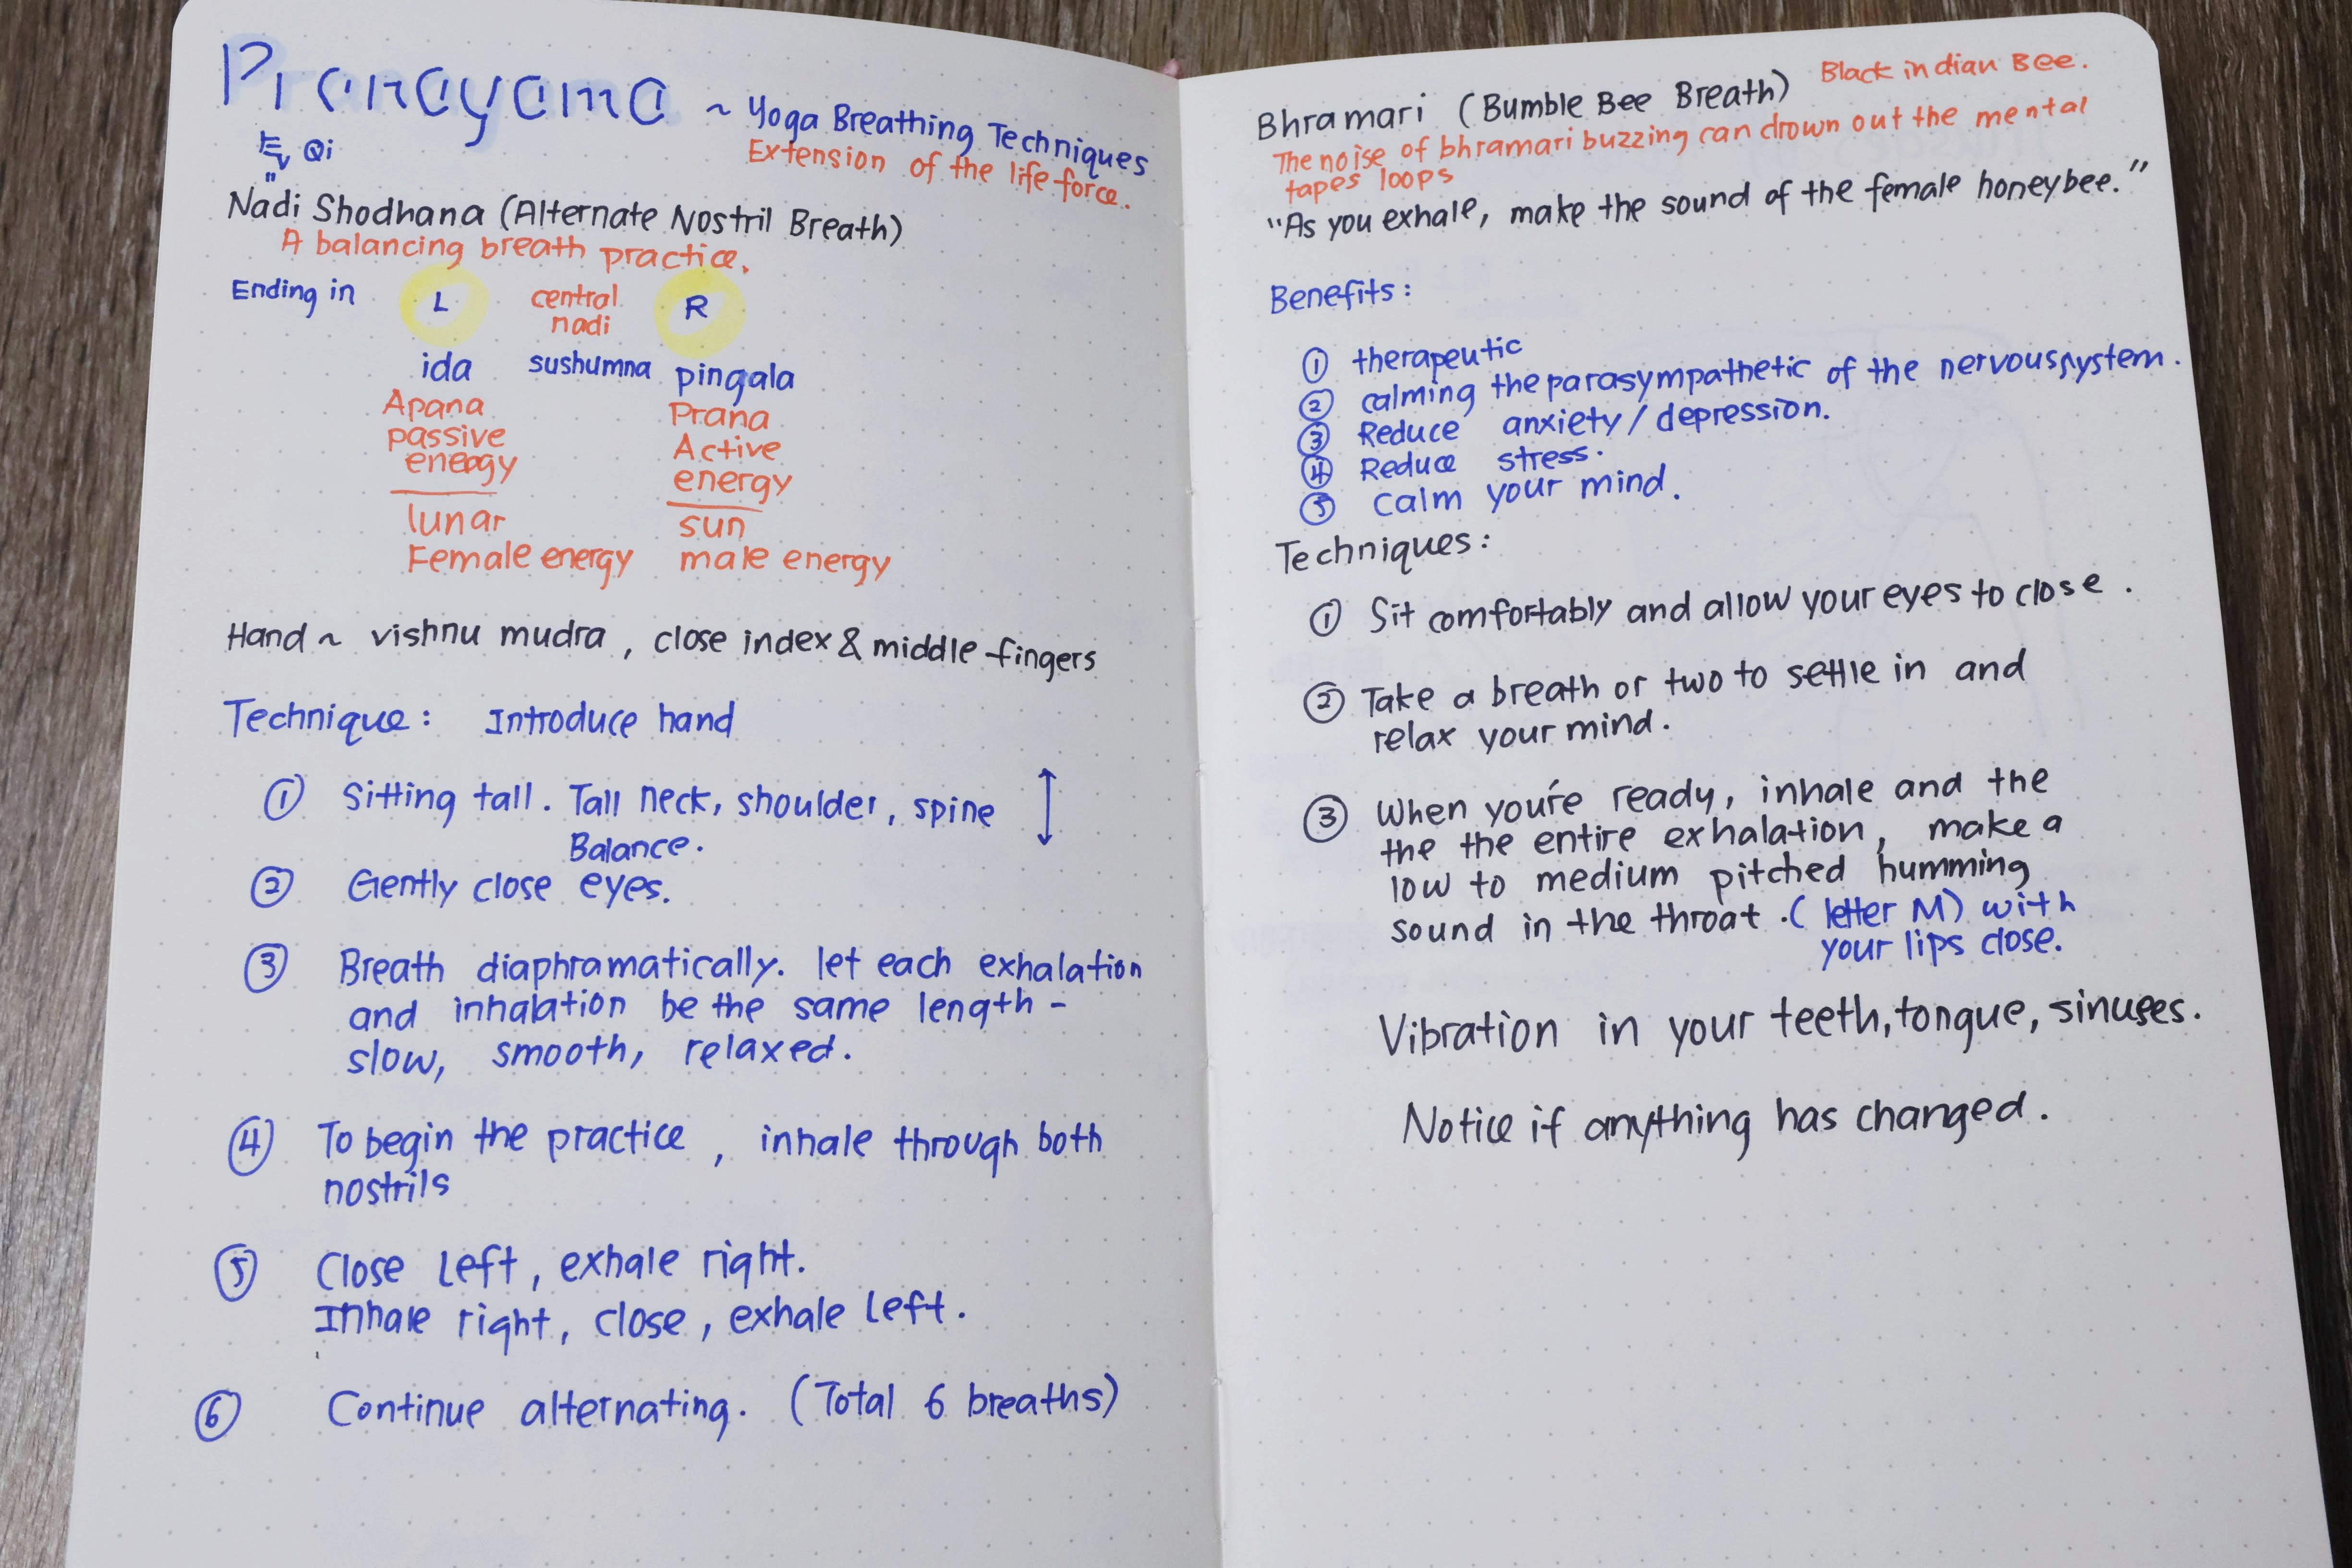 Pranayama ~ Yoga Breathing Techniques
Extension of the life force.
气 Qi
"
Nadi Shodhana (Alternate Nostril Breath)
A balancing breath practice.
Ending in L central nadi R
ida sushumna pingala
Apana Prana
passive Active
energy energy
lunar sun
Female energy male energy
Hand ~ vishnu mudra, close index & middle fingers
Technique: Introduce hand
① Sitting tall. Tall neck, shoulder, spine
Balance.
② Gently close eyes.
③ Breath diaphramatically. let each exhalation
and inhalation be the same length -
slow, smooth, relaxed.
④ To begin the practice, inhale through both
nostrils
⑤ Close Left, exhale right.
Inhale right, close, exhale Left.
⑥ Continue alternating. (Total 6 breaths)
Bhramari (Bumble Bee Breath) Black indian Bee.
The noise of bhramari buzzing can drown out the mental
tapes loops
"As you exhale, make the sound of the female honeybee."
Benefits:
① therapeutic
② calming the parasympathetic of the nervous system.
③ Reduce anxiety / depression.
④ Reduce stress.
⑤ Calm your mind.
Techniques:
① Sit comfortably and allow your eyes to close.
② Take a breath or two to settle in and
relax your mind.
③ When you're ready, inhale and the
the the entire exhalation, make a
low to medium pitched humming
sound in the throat. (letter M) with
your lips close.
Vibration in your teeth, tongue, sinuses.
Notice if anything has changed.